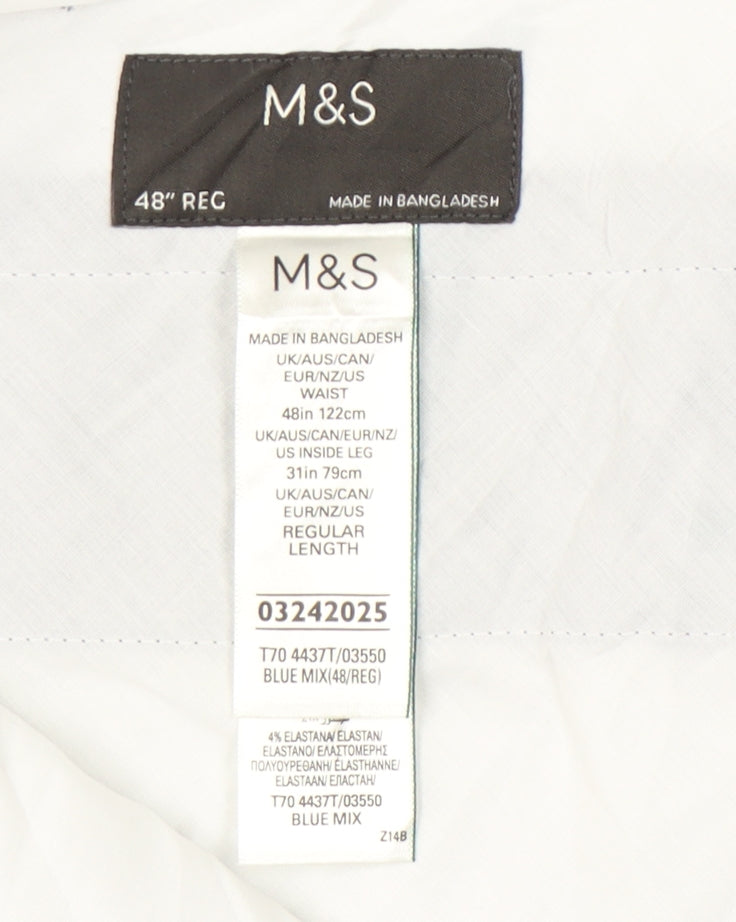 M&S
48" REG MADE IN BANGLADESH
M&S
MADE IN BANGLADESH
UK/AUS/CAN/
EUR/NZ/US
WAIST
48in 122cm
UK/AUS/CAN/EUR/NZ/
US INSIDE LEG
31in 79cm
UK/AUS/CAN/
EUR/NZ/US
REGULAR
LENGTH
03242025
T70 4437T/03550
BLUE MIX(48/REG)
4% ELASTANA/ ELASTAN/
ELASTANO/ ΕΛΑΣΤΟΜΕΡΗΣ
ΠΟΛΥΟΥΡΕΘΑΝΗ/ ÉLASTHANNE/
ELASTAAN/ ЕЛАСТАН/
T70 4437T/03550
BLUE MIX
Z14B